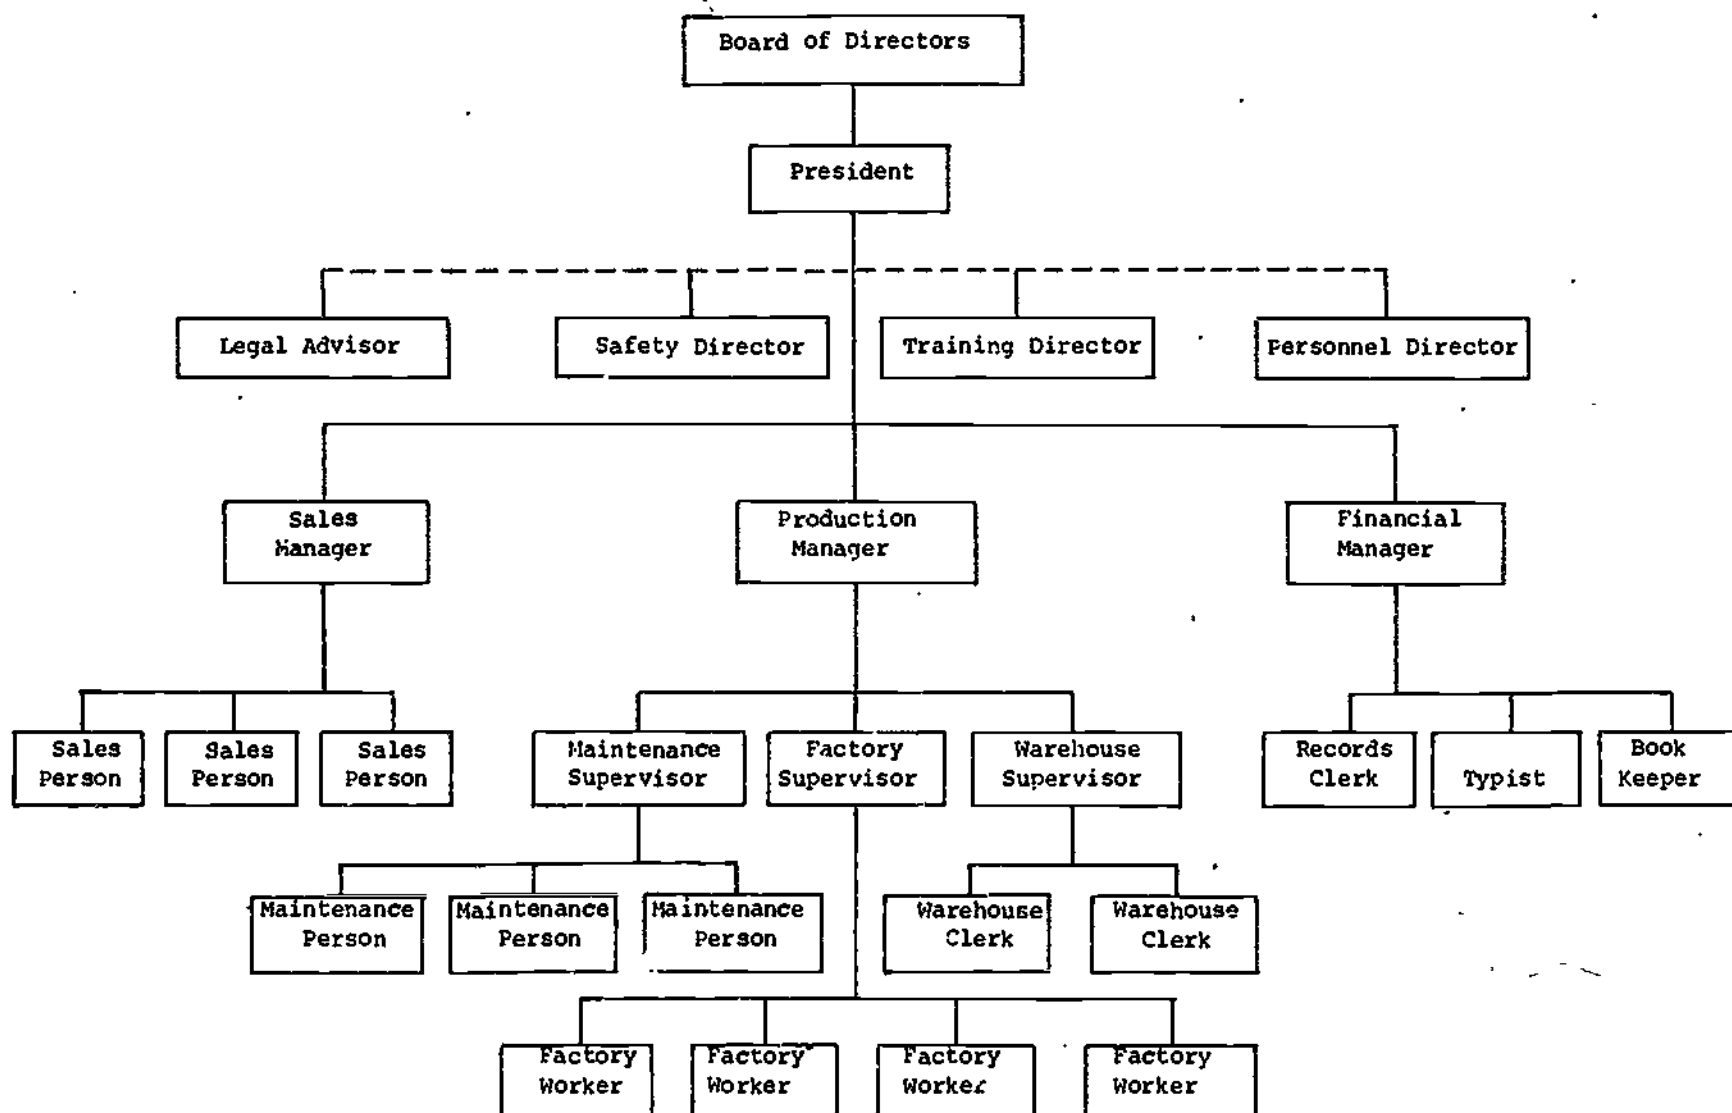 Board of Directors
President
Legal Advisor
Safety Director
Training Director
Personnel Director
Sales
Manager
Production
Manager
Financial
Manager
Sales
Person
Sales
Person
Sales
Person
Maintenance
Supervisor
Factory
Supervisor
Warehouse
Supervisor
Records
Clerk
Typist
Book
Keeper
Maintenance
Person
Maintenance
Person
Maintenance
Person
Warehouse
Clerk
Warehouse
Clerk
Factory
Worker
Factory
Worker
Factory
Worker
Factory
Worker